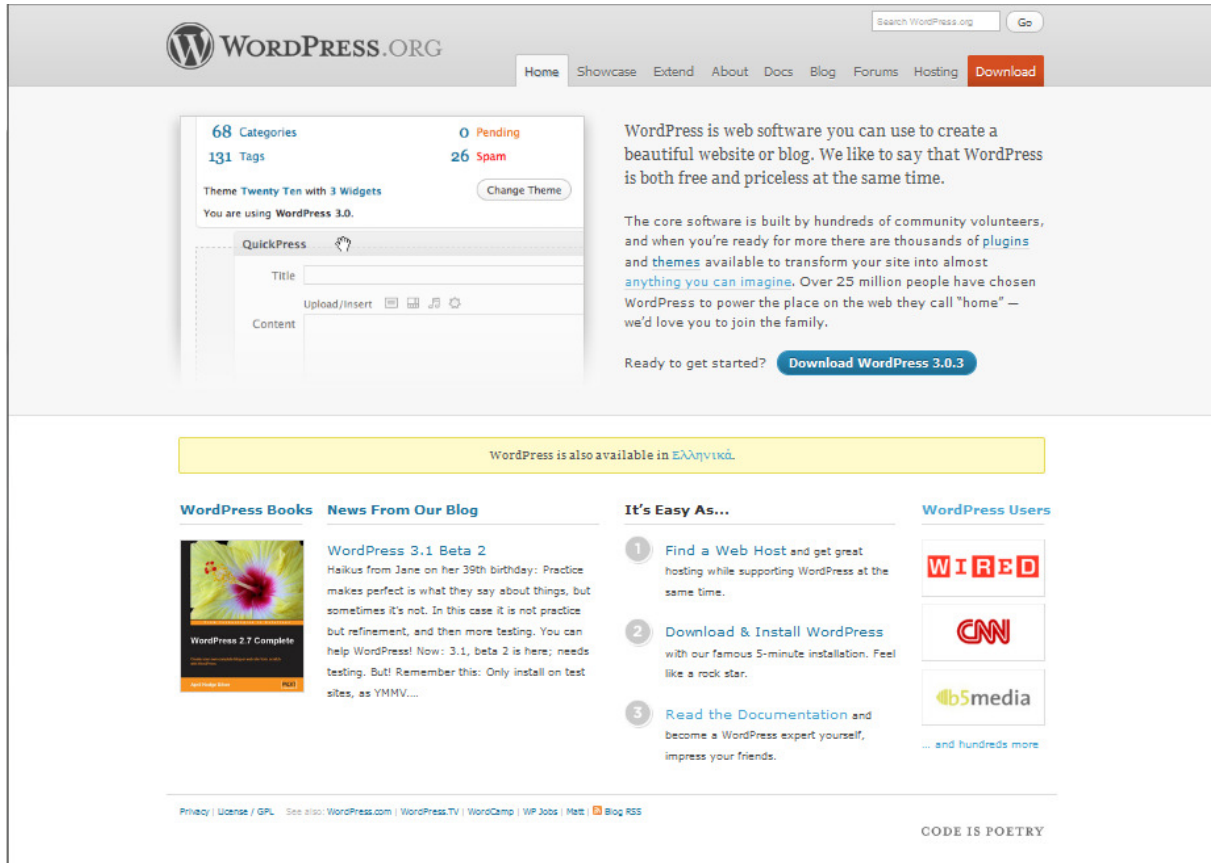 WORDPRESS.ORG
Search WordPress.org
Go
Home Showcase Extend About Docs Blog Forums Hosting Download
68 Categories 0 Pending
131 Tags 26 Spam
Theme Twenty Ten with 3 Widgets Change Theme
You are using WordPress 3.0.
QuickPress
Title
Upload/Insert
Content
WordPress is web software you can use to create a
beautiful website or blog. We like to say that WordPress
is both free and priceless at the same time.
The core software is built by hundreds of community volunteers,
and when you're ready for more there are thousands of plugins
and themes available to transform your site into almost
anything you can imagine. Over 25 million people have chosen
WordPress to power the place on the web they call "home" —
we'd love you to join the family.
Ready to get started? Download WordPress 3.0.3
WordPress is also available in Ελληνικά.
WordPress Books
WordPress 2.7 Complete
PACKT
News From Our Blog
WordPress 3.1 Beta 2
Haikus from Jane on her 39th birthday: Practice
makes perfect is what they say about things, but
sometimes it's not. In this case it is not practice
but refinement, and then more testing. You can
help WordPress! Now: 3.1, beta 2 is here; needs
testing. But! Remember this: Only install on test
sites, as YMMV....
It's Easy As...
1 Find a Web Host and get great
hosting while supporting WordPress at the
same time.
2 Download & Install WordPress
with our famous 5-minute installation. Feel
like a rock star.
3 Read the Documentation and
become a WordPress expert yourself,
impress your friends.
WordPress Users
WIRED
CNN
b5media
... and hundreds more
Privacy | License / GPL See also: WordPress.com | WordPress.TV | WordCamp | WP Jobs | Matt | Blog RSS
CODE IS POETRY